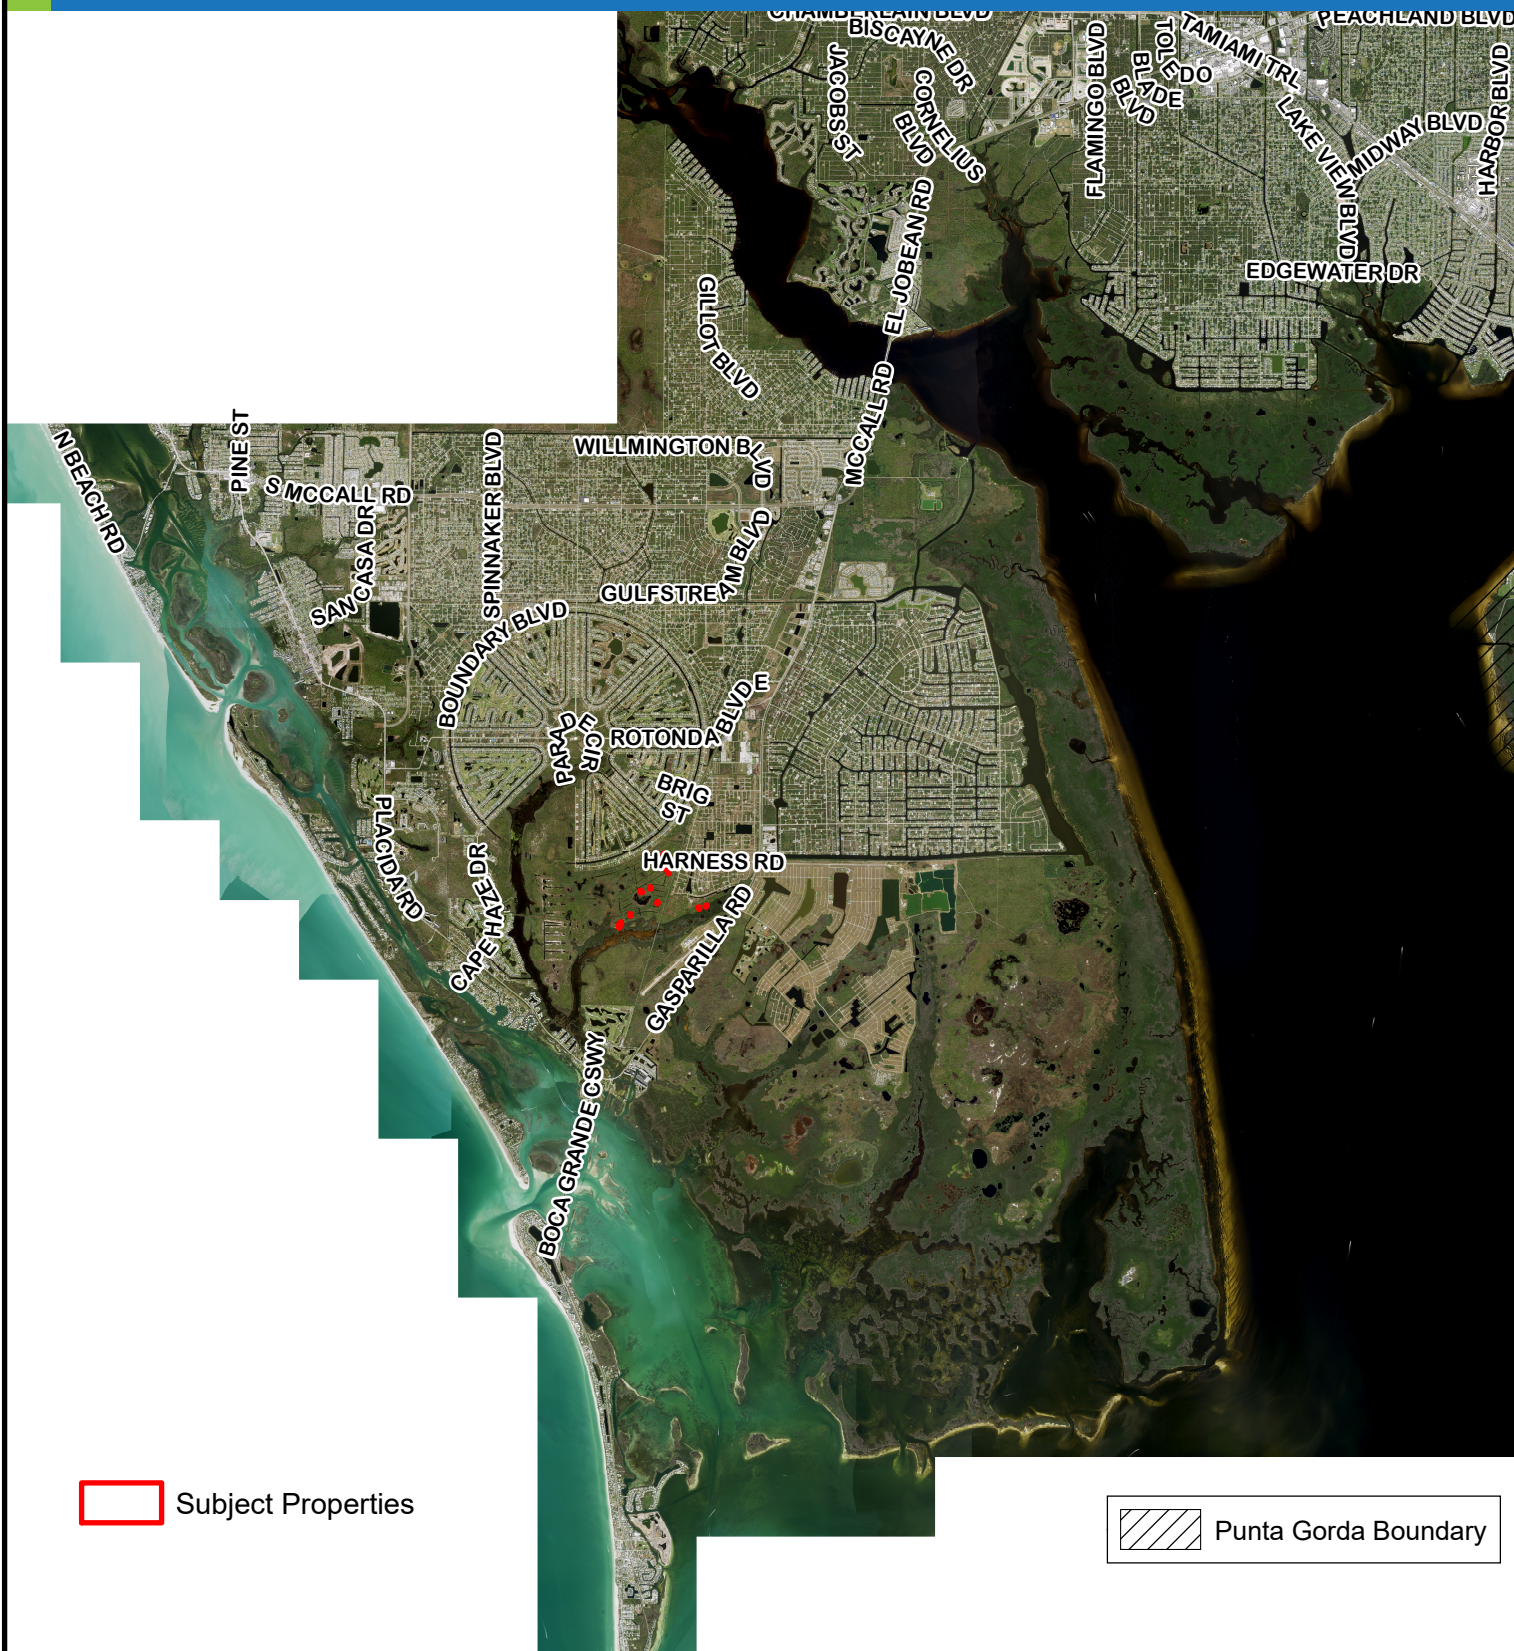 CHAMBERLAIN BLVD
PEACHLAND BLVD
BISCAYNE DR
TAMIAMI TRL
TOLEDO BLADE BLVD
JACOBS ST
CORNELIUS BLVD
FLAMINGO BLVD
LAKE VIEW BLVD
MIDWAY BLVD
HARBOR BLVD
EL JOBEAN RD
EDGEWATER DR
GILLOT BLVD
MCCALL RD
N BEACH RD
PINE ST
S MCCALL RD
SAN CASA DR
SPINNAKER BLVD
WILLMINGTON BLVD
GULFSTREAM BLVD
BOUNDARY BLVD
PARADE CIR
ROTONDA BLVD E
BRIG ST
PLACIDA RD
CAPE HAZE DR
HARNESS RD
GASPARILLA RD
BOCA GRANDE CSWY
Subject Properties
Punta Gorda Boundary